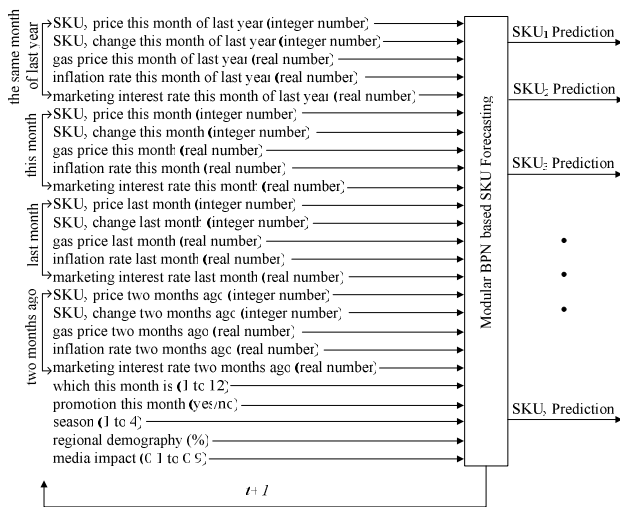 the same month
of last year
SKU, price this month of last year (integer number)
SKU, change this month of last year (integer number)
gas price this month of last year (real number)
inflation rate this month of last year (real number)
marketing interest rate this month of last year (real number)
this month
SKU, price this month (integer number)
SKU, change this month (integer number)
gas price this month (real number)
inflation rate this month (real number)
marketing interest rate this month (real number)
last month
SKU, price last month (integer number)
SKU, change last month (integer number)
gas price last month (real number)
inflation rate last month (real number)
marketing interest rate last month (real number)
two months ago
SKU, price two months ago (integer number)
SKU, change two months ago (integer number)
gas price two months ago (real number)
inflation rate two months ago (real number)
marketing interest rate two months ago (real number)
which this month is (1 to 12)
promotion this month (yes/no)
season (1 to 4)
regional demography (%)
media impact (0.1 to 0.9)
Modular BPN based SKU Forecasting
SKU₁ Prediction
SKU₂ Prediction
SKU₃ Prediction
Prediction
t+1